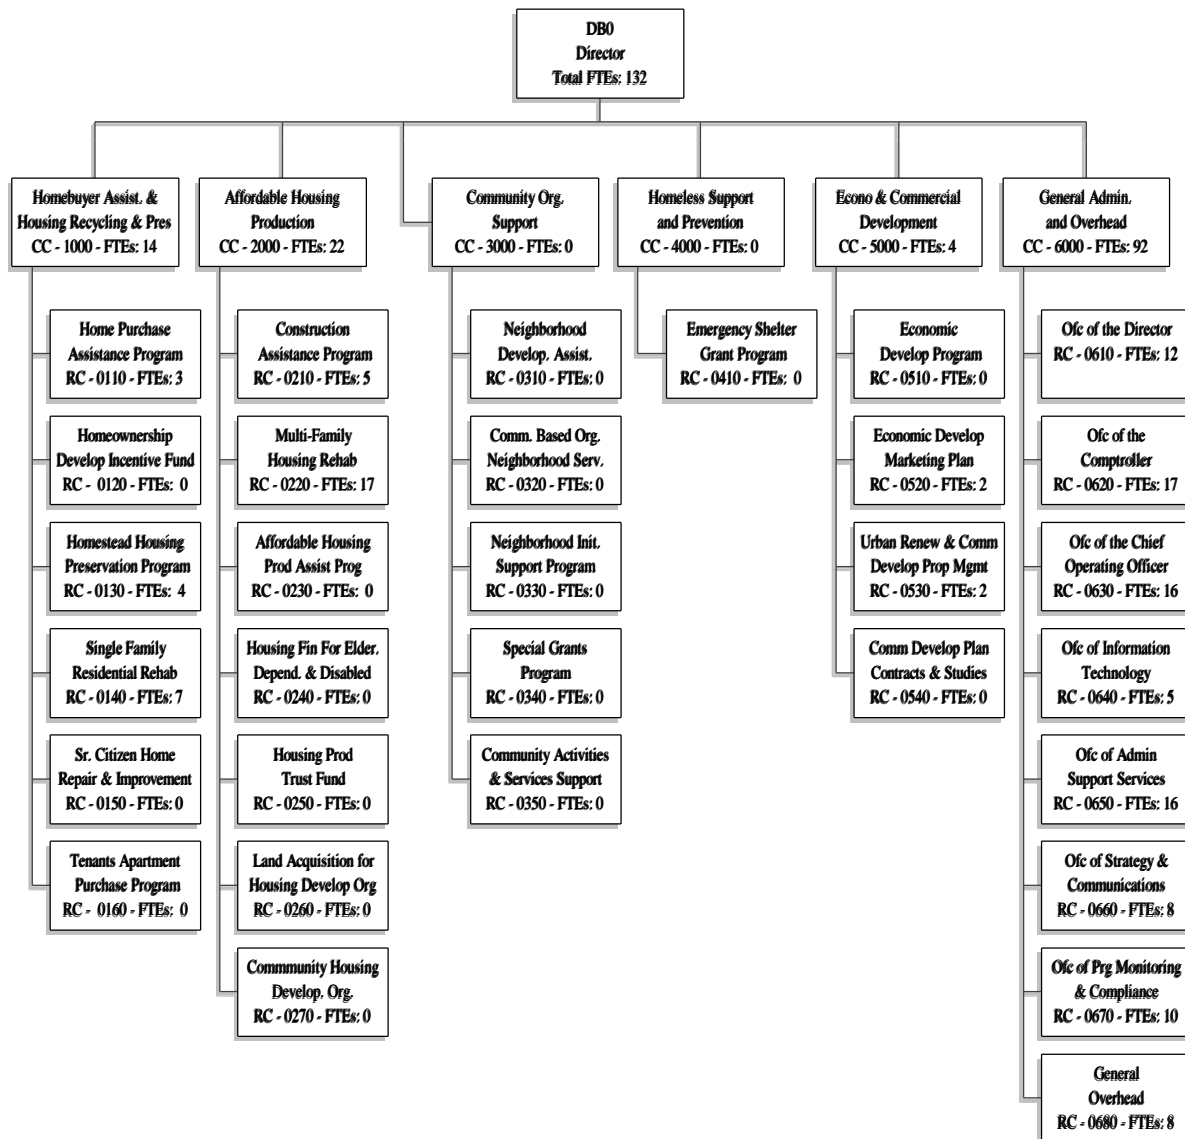 DB0
Director
Total FTEs: 132
Homebuyer Assist. &
Housing Recycling & Pres
CC - 1000 - FTEs: 14
Affordable Housing
Production
CC - 2000 - FTEs: 22
Community Org.
Support
CC - 3000 - FTEs: 0
Homeless Support
and Prevention
CC - 4000 - FTEs: 0
Econo & Commercial
Development
CC - 5000 - FTEs: 4
General Admin.
and Overhead
CC - 6000 - FTEs: 92
Home Purchase
Assistance Program
RC - 0110 - FTEs: 3
Homeownership
Develop Incentive Fund
RC - 0120 - FTEs: 0
Homestead Housing
Preservation Program
RC - 0130 - FTEs: 4
Single Family
Residential Rehab
RC - 0140 - FTEs: 7
Sr. Citizen Home
Repair & Improvement
RC - 0150 - FTEs: 0
Tenants Apartment
Purchase Program
RC - 0160 - FTEs: 0
Construction
Assistance Program
RC - 0210 - FTEs: 5
Multi-Family
Housing Rehab
RC - 0220 - FTEs: 17
Affordable Housing
Prod Assist Prog
RC - 0230 - FTEs: 0
Housing Fin For Elder.
Depend. & Disabled
RC - 0240 - FTEs: 0
Housing Prod
Trust Fund
RC - 0250 - FTEs: 0
Land Acquisition for
Housing Develop Org
RC - 0260 - FTEs: 0
Commmunity Housing
Develop. Org.
RC - 0270 - FTEs: 0
Neighborhood
Develop. Assist.
RC - 0310 - FTEs: 0
Comm. Based Org.
Neighborhood Serv.
RC - 0320 - FTEs: 0
Neighborhood Init.
Support Program
RC - 0330 - FTEs: 0
Special Grants
Program
RC - 0340 - FTEs: 0
Community Activities
& Services Support
RC - 0350 - FTEs: 0
Emergency Shelter
Grant Program
RC - 0410 - FTEs: 0
Economic
Develop Program
RC - 0510 - FTEs: 0
Economic Develop
Marketing Plan
RC - 0520 - FTEs: 2
Urban Renew & Comm
Develop Prop Mgmt
RC - 0530 - FTEs: 2
Comm Develop Plan
Contracts & Studies
RC - 0540 - FTEs: 0
Ofc of the Director
RC - 0610 - FTEs: 12
Ofc of the
Comptroller
RC - 0620 - FTEs: 17
Ofc of the Chief
Operating Officer
RC - 0630 - FTEs: 16
Ofc of Information
Technology
RC - 0640 - FTEs: 5
Ofc of Admin
Support Services
RC - 0650 - FTEs: 16
Ofc of Strategy &
Communications
RC - 0660 - FTEs: 8
Ofc of Prg Monitoring
& Compliance
RC - 0670 - FTEs: 10
General
Overhead
RC - 0680 - FTEs: 8